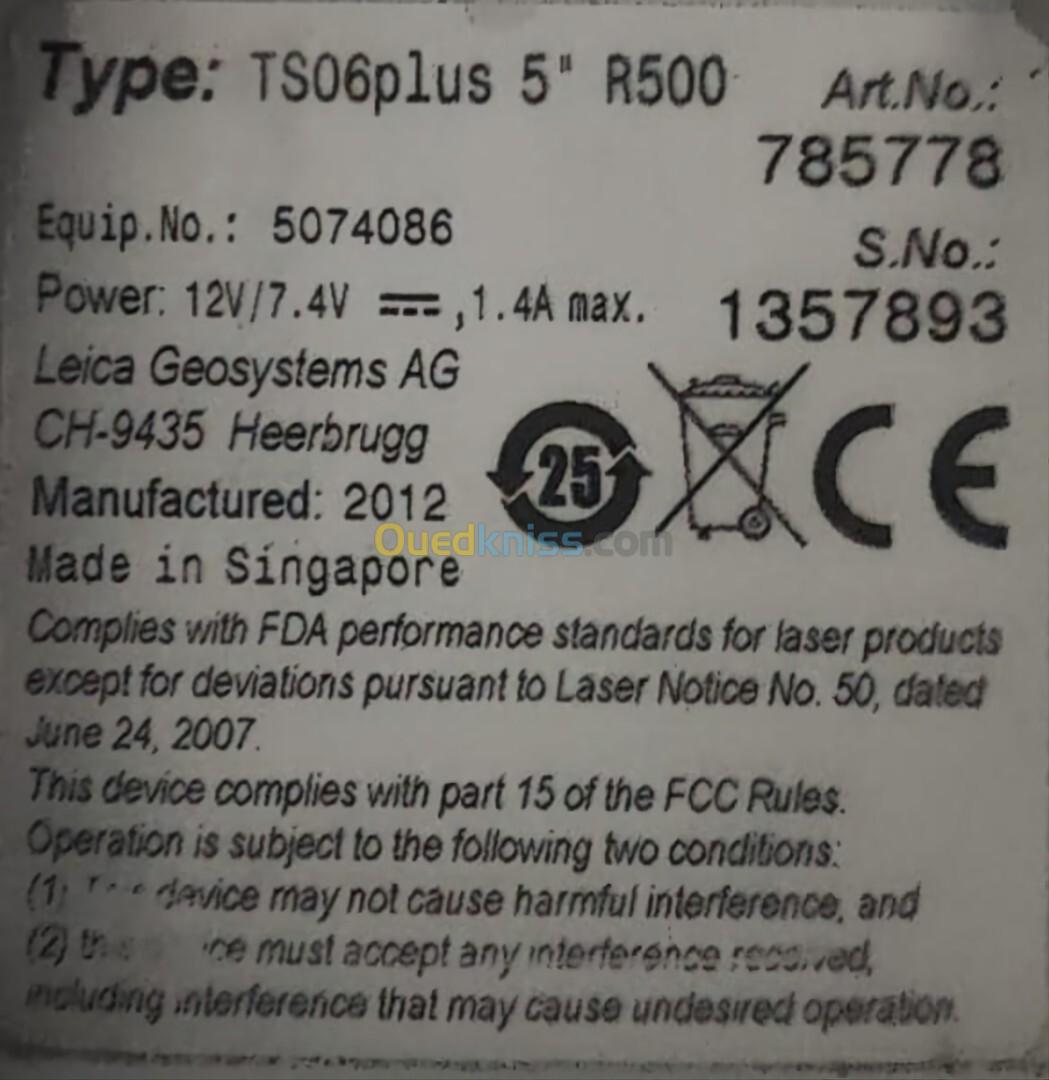 Type: TS06plus 5" R500
Art.No.:
785778
Equip.No.: 5074086
S.No.:
Power: 12V/7.4V ⎓,1.4A max.
1357893
Leica Geosystems AG
CH-9435 Heerbrugg
25
CE
Manufactured: 2012
Ouedkniss.com
Made in Singapore
Complies with FDA performance standards for laser products
except for deviations pursuant to Laser Notice No. 50, dated
June 24, 2007.
This device complies with part 15 of the FCC Rules.
Operation is subject to the following two conditions:
(1) device may not cause harmful interference, and
(2) must accept any interference received,
including interference that may cause undesired operation.